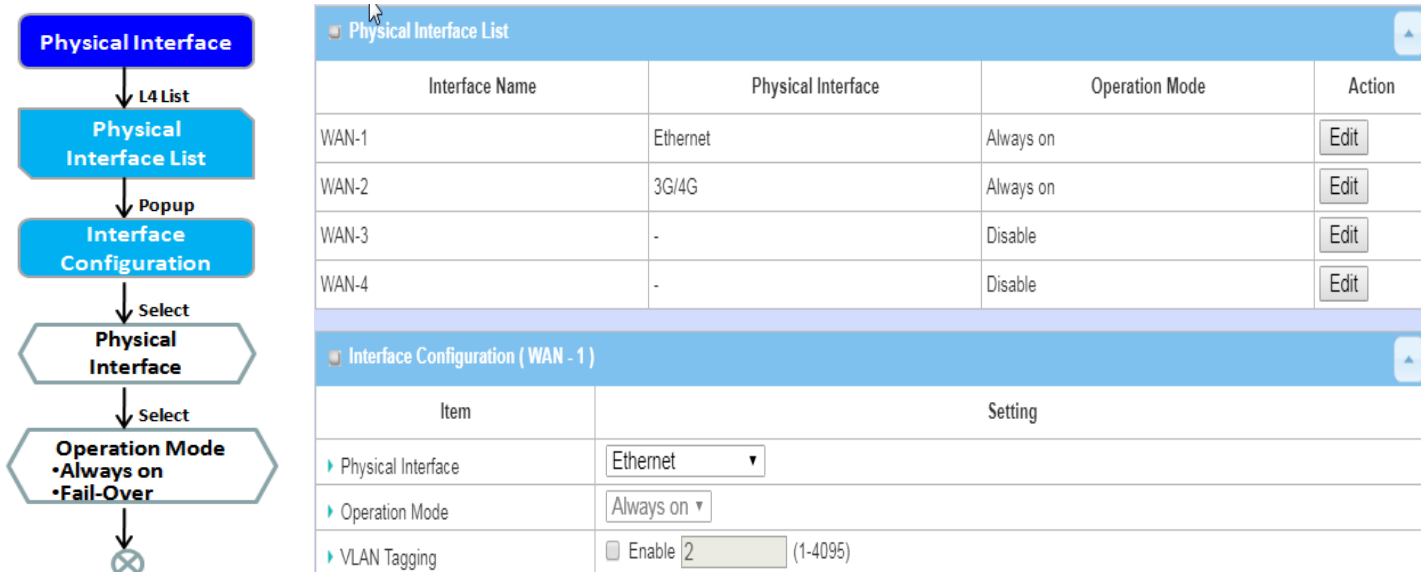 Physical Interface
L4 List
Physical
Interface List
Popup
Interface
Configuration
Select
Physical
Interface
Select
Operation Mode
•Always on
•Fail-Over
Physical Interface List
Interface Name Physical Interface Operation Mode Action
WAN-1 Ethernet Always on Edit
WAN-2 3G/4G Always on Edit
WAN-3 - Disable Edit
WAN-4 - Disable Edit
Interface Configuration ( WAN - 1 )
Item Setting
Physical Interface Ethernet
Operation Mode Always on
VLAN Tagging Enable 2 (1-4095)